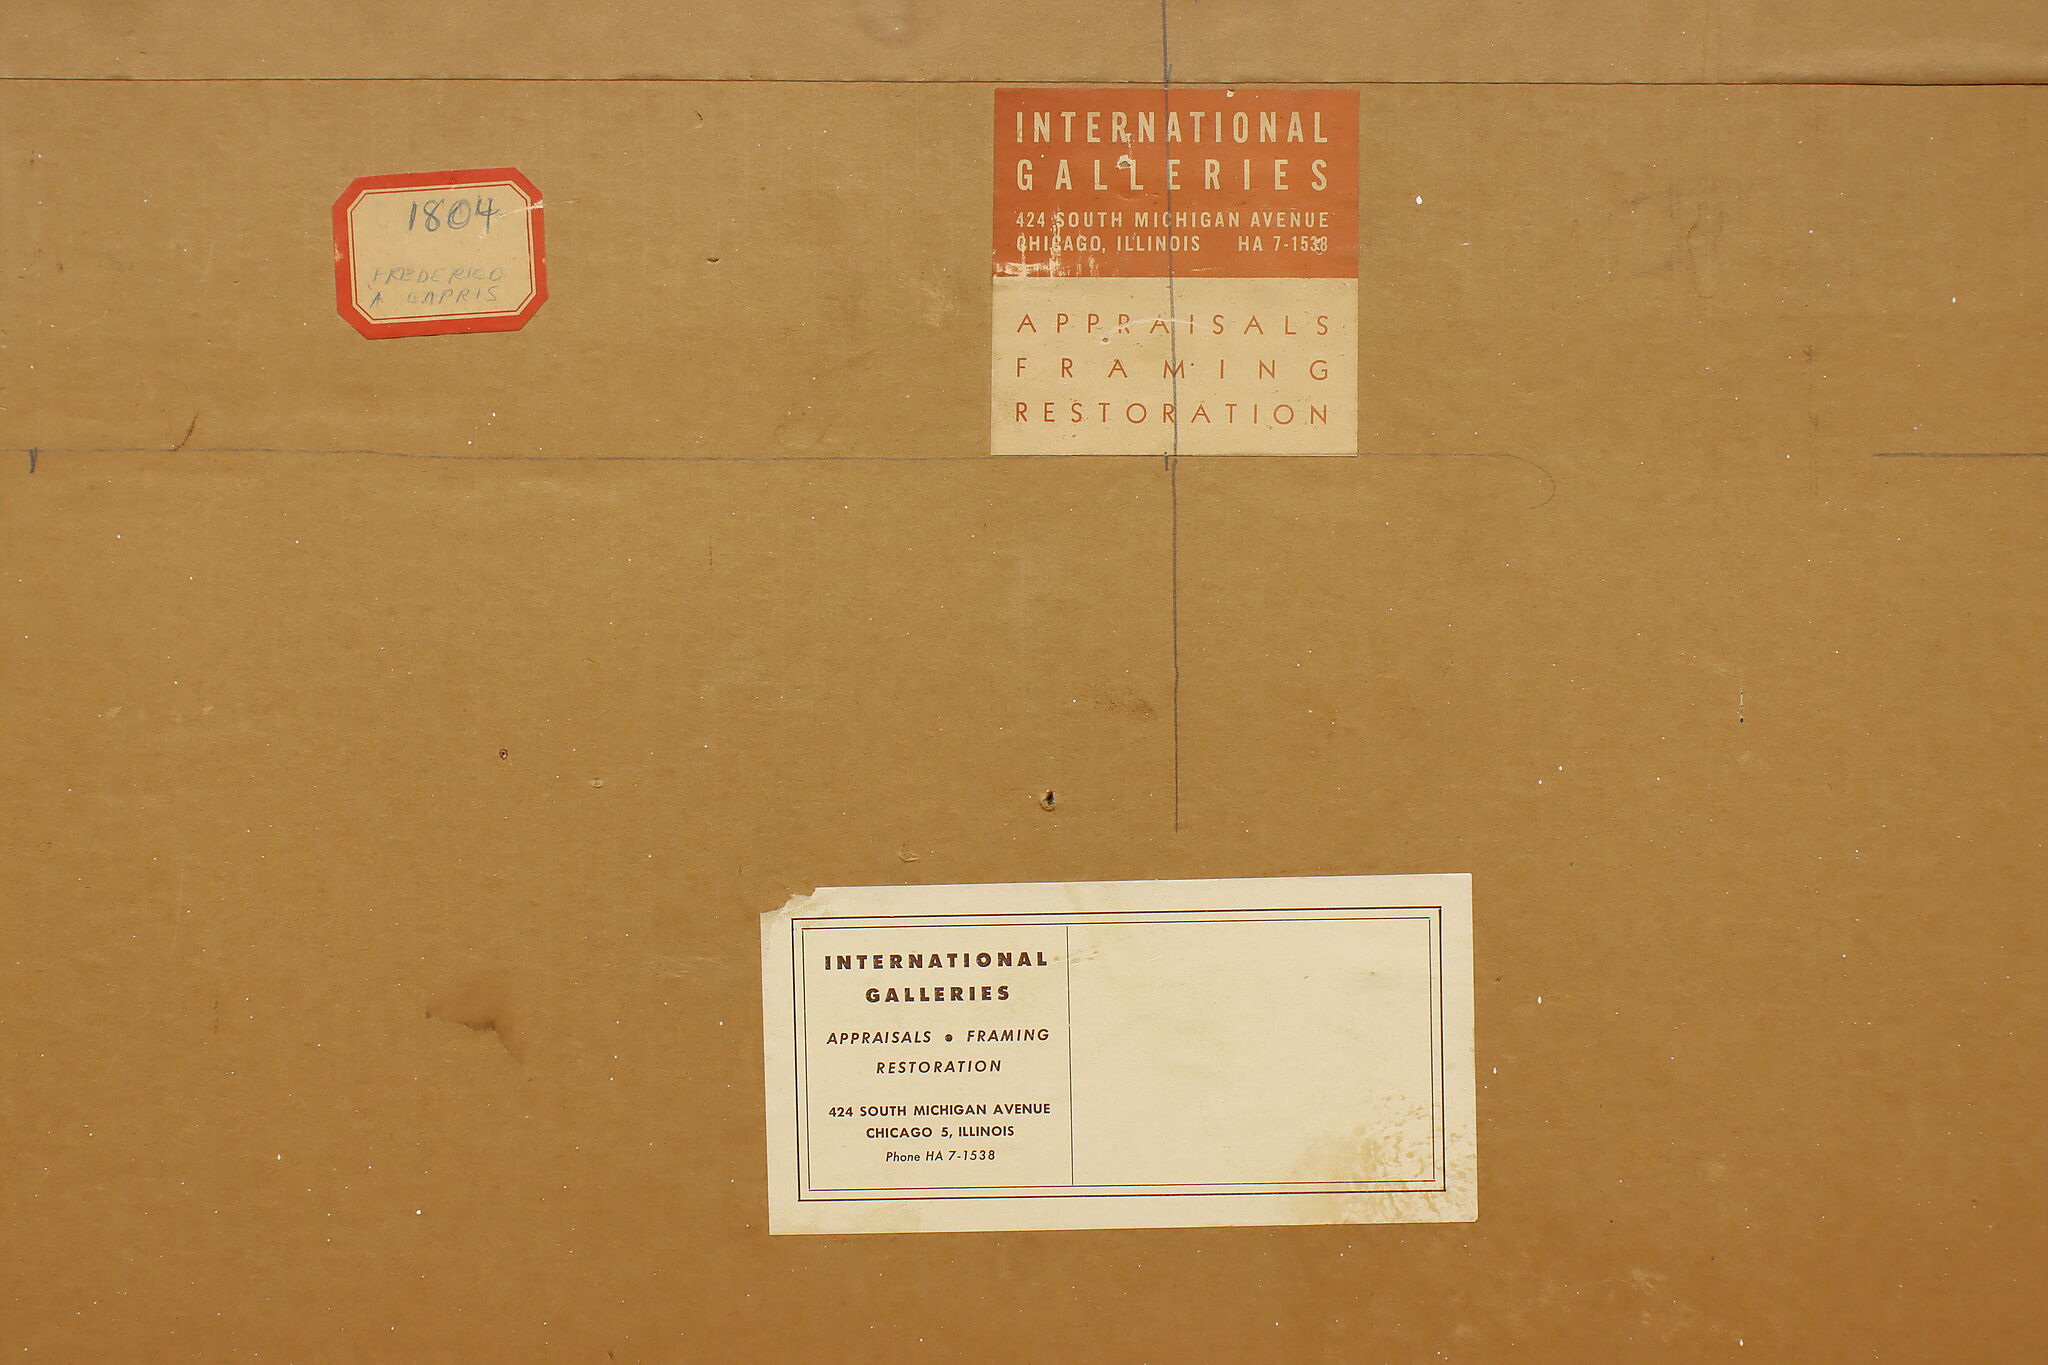 1804
FREDERICO
A CAPRIS
INTERNATIONAL
GALLERIES
424 SOUTH MICHIGAN AVENUE
CHICAGO, ILLINOIS HA 7-1538
APPRAISALS
FRAMING
RESTORATION
INTERNATIONAL
GALLERIES
APPRAISALS • FRAMING
RESTORATION
424 SOUTH MICHIGAN AVENUE
CHICAGO 5, ILLINOIS
Phone HA 7-1538